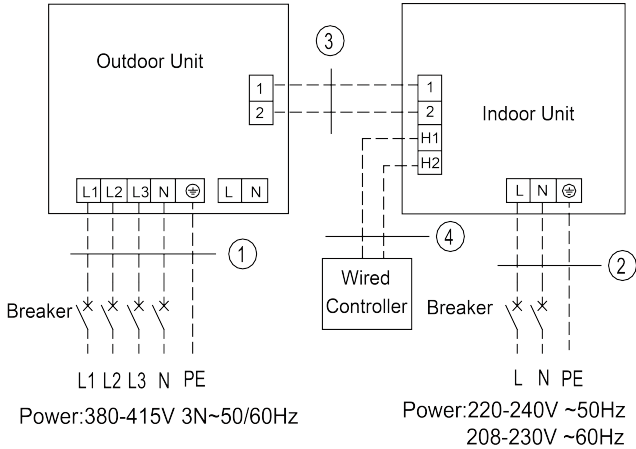 Outdoor Unit
1
2
L1 L2 L3 N
L N
3
Indoor Unit
1
2
H1
H2
L N
1
4
2
Wired
Controller
Breaker
L1 L2 L3 N PE
Power:380-415V 3N~50/60Hz
Breaker
L N PE
Power:220-240V ~50Hz
208-230V ~60Hz